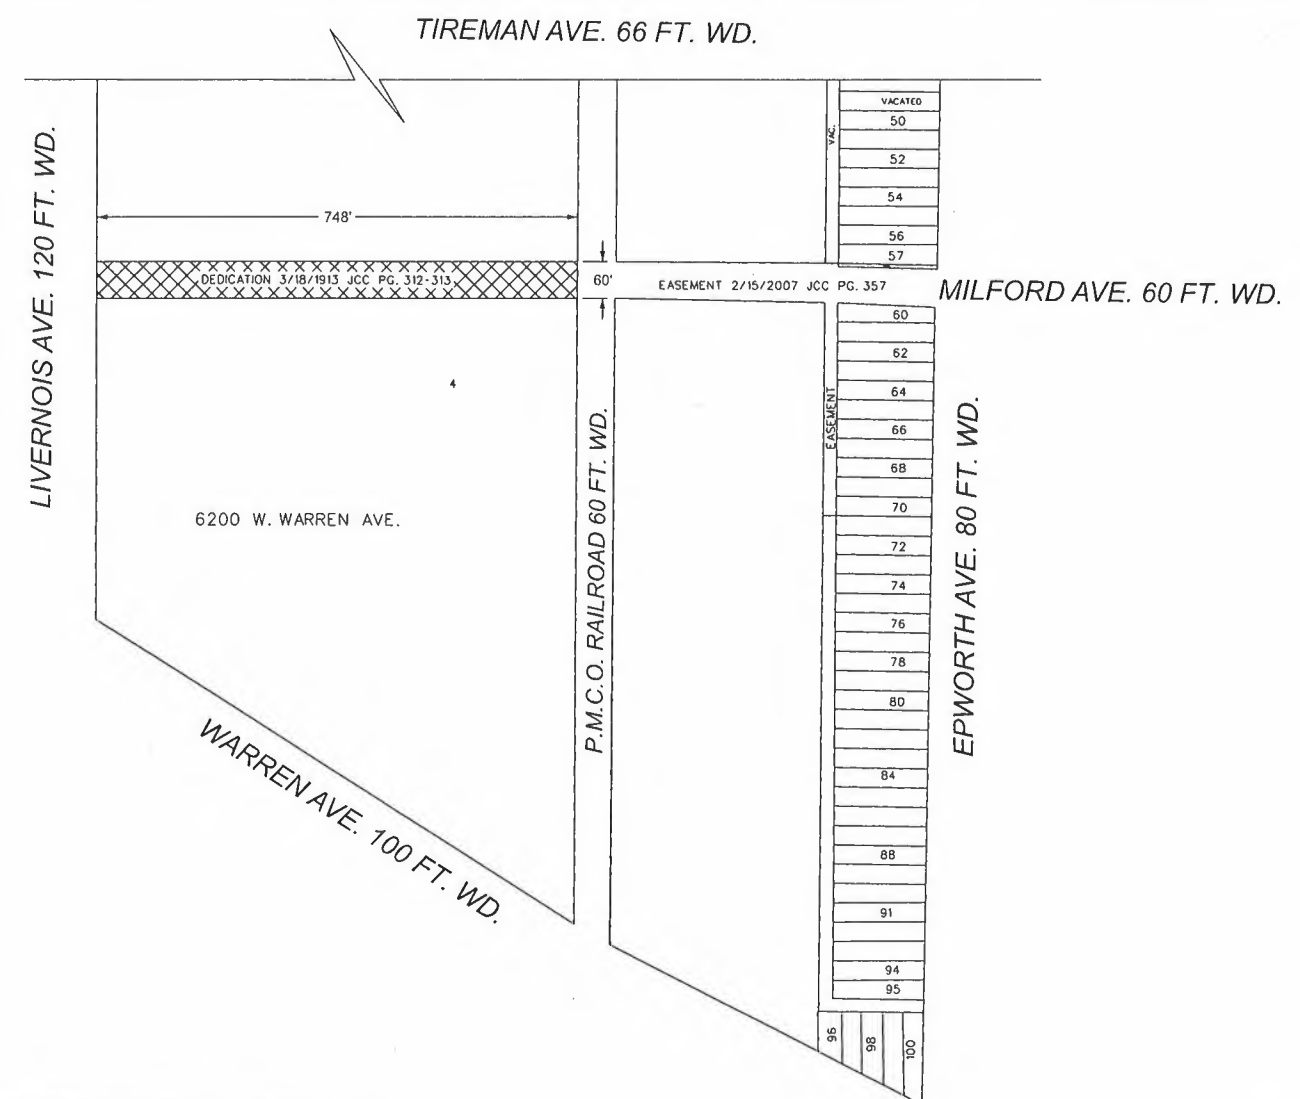 TIREMAN AVE. 66 FT. WD.
LIVERNOIS AVE. 120 FT. WD.
748'
DEDICATION 3/18/1913 JCC PG. 312-313
60'
EASEMENT 2/15/2007 JCC PG. 357
MILFORD AVE. 60 FT. WD.
4
6200 W. WARREN AVE.
WARREN AVE. 100 FT. WD.
P.M.C.O. RAILROAD 60 FT. WD.
VAC.
EASEMENT
VACATED
50
52
54
56
57
60
62
64
66
68
70
72
74
76
78
80
84
88
91
94
95
96
98
100
EPWORTH AVE. 80 FT. WD.